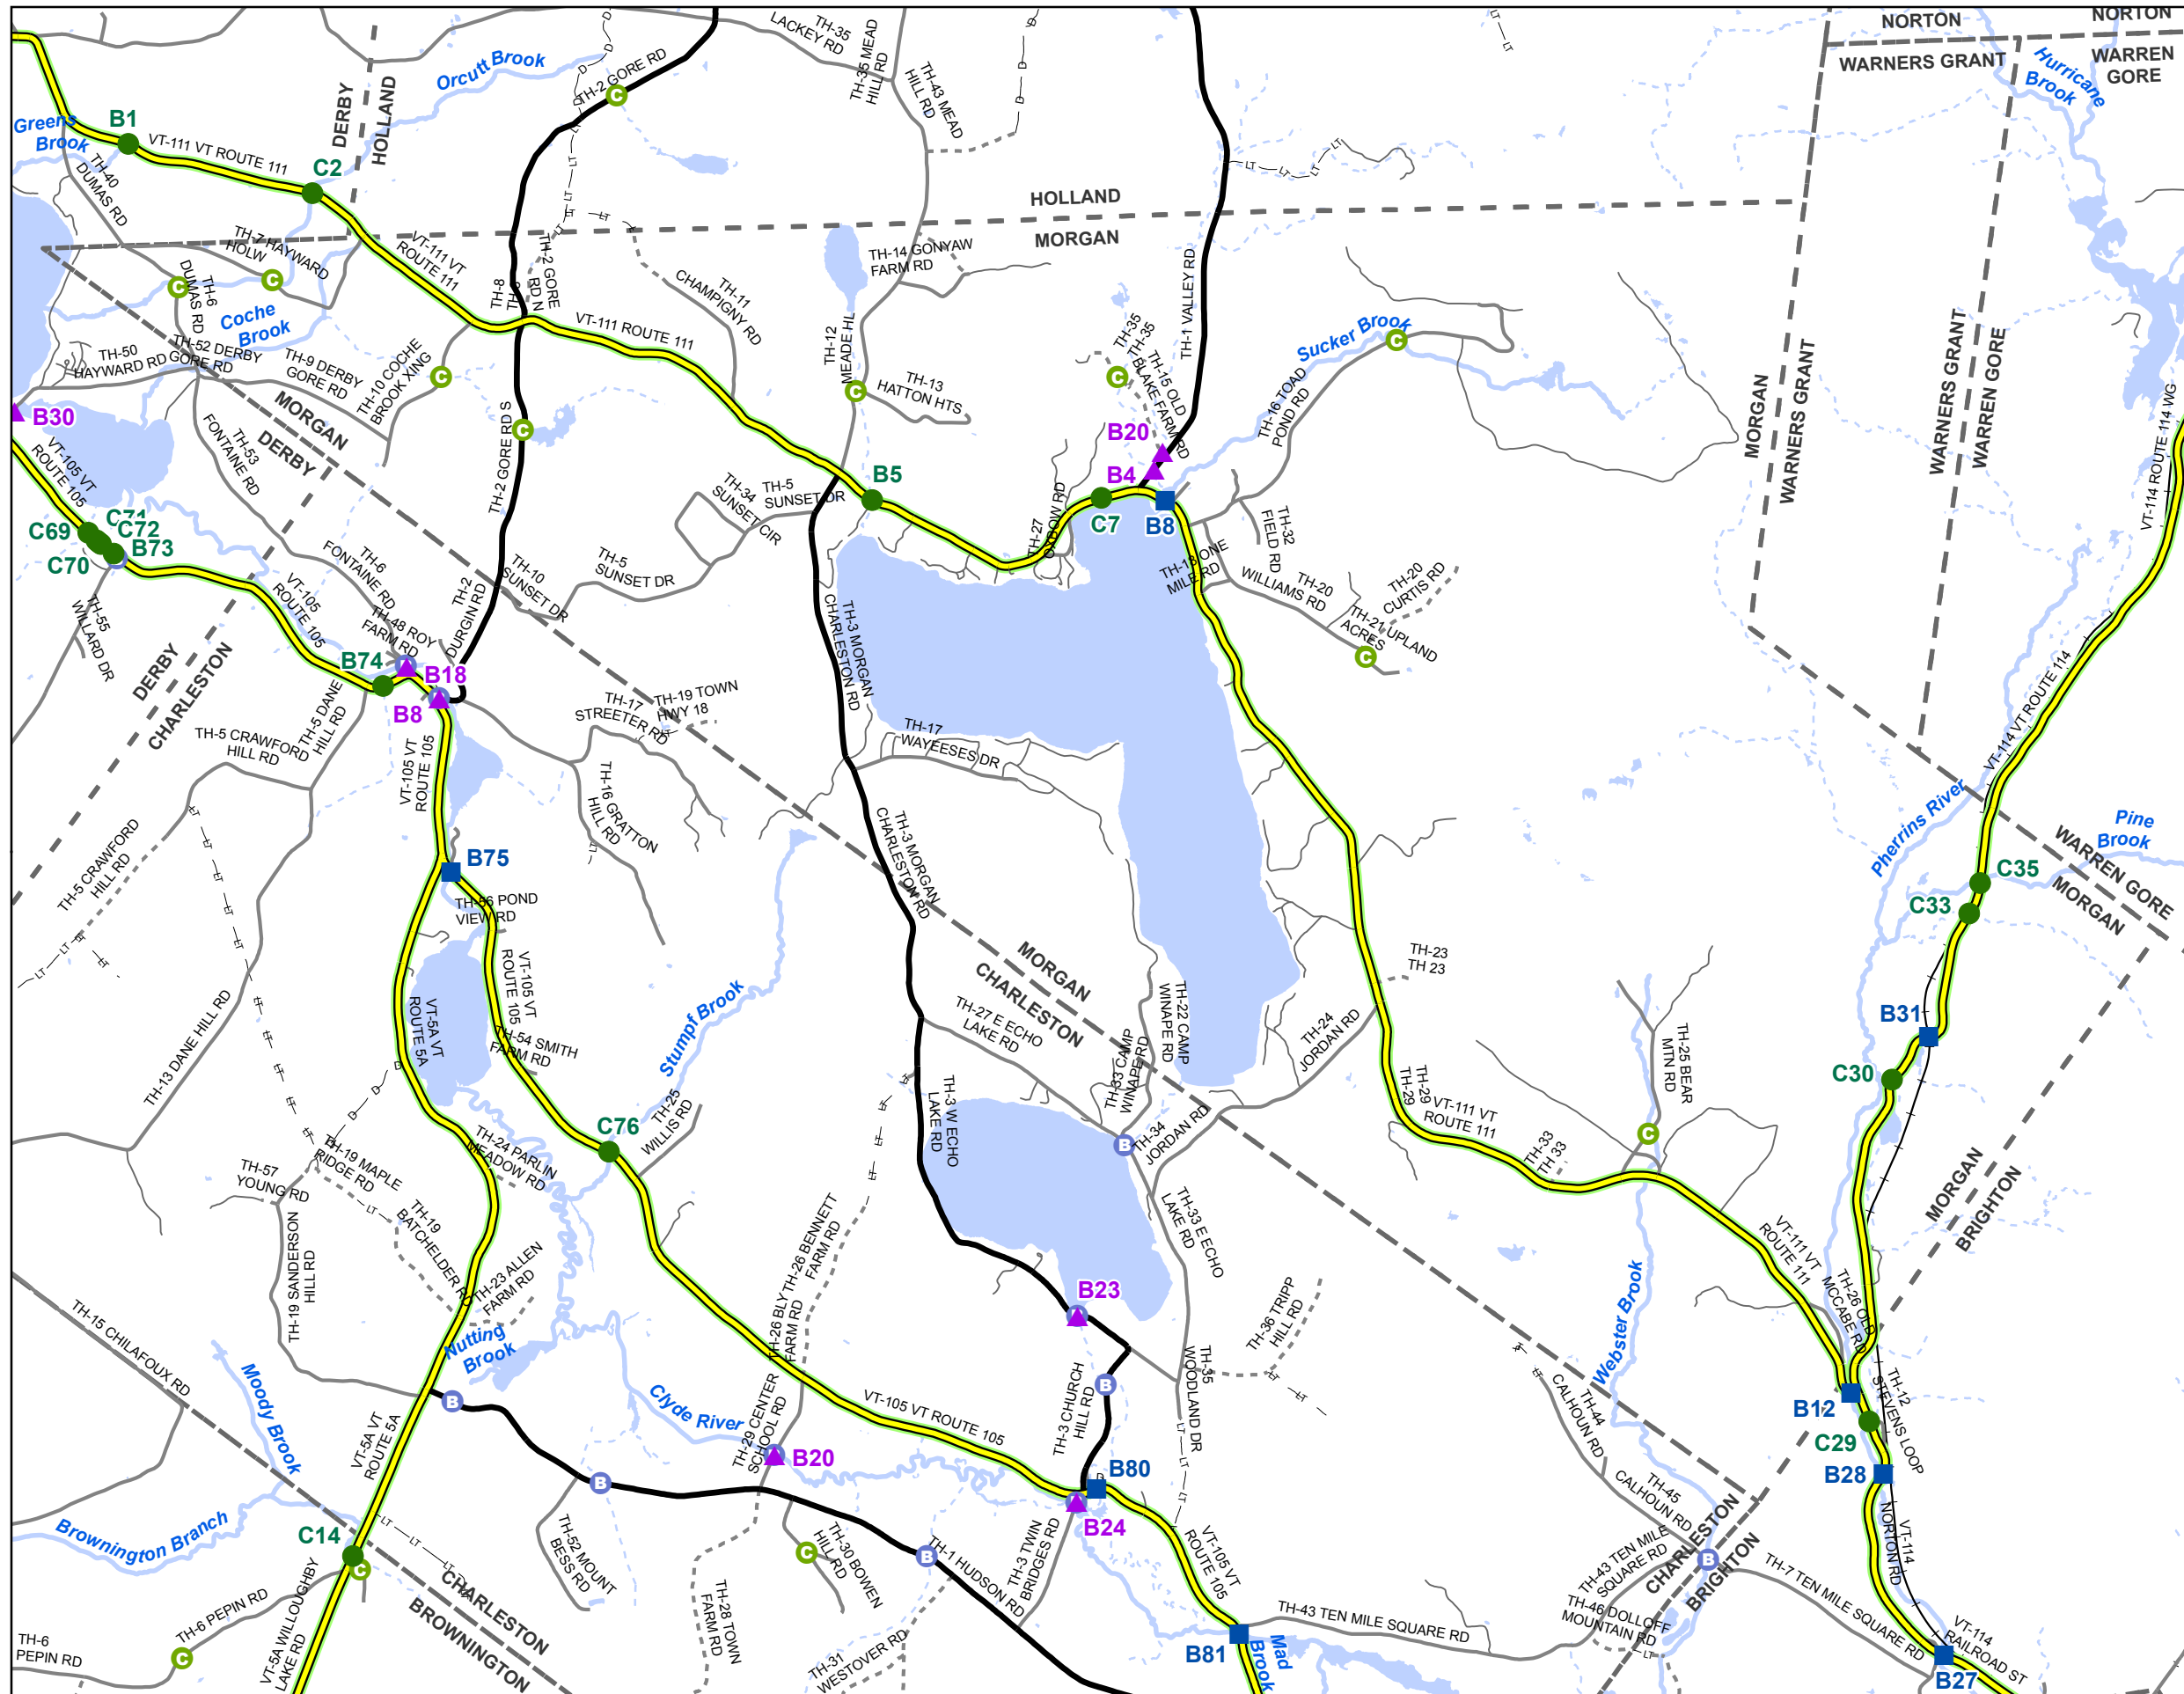 NORTON
NORTON
WARNERS GRANT
WARREN
GORE
Hurricane
Brook
TH-35
LACKEY RD
TH-35 MEAD
HILL RD
TH-43 MEAD
HILL RD
Orcutt Brook
TH-2 GORE RD
C
DERBY
HOLLAND
Greens
Brook
B1
VT-111 VT ROUTE 111
C2
TH-40
DUMAS RD
HOLLAND
MORGAN
TH-7 HAYWARD
HOLW
C
C
TH-6
DUMAS RD
Coche
Brook
VT-111 VT
ROUTE 111
TH-8
TH-2 GORE
RD N
TH-11
CHAMPIGNY RD
TH-14 GONYAW
FARM RD
TH-1 VALLEY RD
VT-111 ROUTE 111
TH-12
MEADE HL
C
TH-13
HATTON HTS
TH-35
TH-35
C
TH-15 OLD
BLAKE FARM RD
Sucker Brook
C
TH-16 TOAD
POND RD
MORGAN
WARNERS GRANT
WARNERS GRANT
WARREN GORE
VT-114 ROUTE 114 WG
TH-50
HAYWARD RD
TH-52 DERBY
GORE RD
TH-9 DERBY
GORE RD
TH-10 COCHE
BROOK XING
C
C
TH-2 GORE RD S
MORGAN
DERBY
B30
VT-105 VT
ROUTE 105
TH-53
FONTAINE RD
B20
B4
B5
C7
B8
TH-27
OXBOW RD
TH-5
SUNSET DR
TH-34
SUNSET CIR
TH-32
FIELD RD
TH-18 ONE
MILE RD
TH-20
WILLIAMS RD
TH-20
CURTIS RD
TH-21 UPLAND
ACRES
C
C69
C71
C72
B73
C70
TH-6
FONTAINE RD
TH-10
SUNSET DR
TH-5
SUNSET DR
TH-2
DURGIN RD
VT-105
ROUTE 105
TH-48 ROY
FARM RD
TH-55
WILLARD DR
B74
B18
B8
TH-3 MORGAN
CHARLESTON RD
DERBY
CHARLESTON
TH-5 DANE
HILL RD
TH-5 CRAWFORD
HILL RD
TH-17
STREETER RD
TH-19 TOWN
HWY 18
TH-17
WAYEESES DR
VT-105 VT
ROUTE 105
TH-16 GRATTON
HILL RD
VT-114 VT ROUTE 114
Pherrins River
Pine
Brook
WARREN GORE
MORGAN
TH-5 CRAWFORD
HILL RD
B75
TH-56 POND
VIEW RD
TH-3 MORGAN
CHARLESTON RD
C35
C33
MORGAN
CHARLESTON
TH-23
TH 23
VT-105 VT
ROUTE 105
VT-5A VT
ROUTE 5A
TH-54 SMITH
FARM RD
Stumpf Brook
TH-27 E ECHO
LAKE RD
TH-33 CAMP
WINAPE RD
TH-22 CAMP
WINAPE RD
TH-24
JORDAN RD
TH-13 DANE HILL RD
B31
C30
TH-25 BEAR
MTN RD
C
TH-29
TH-29
VT-111 VT
ROUTE 111
TH-33
TH 33
C76
TH-25
WILLIS RD
TH-3 W ECHO
LAKE RD
B
TH-34
JORDAN RD
TH-24 PARLIN
MEADOW RD
TH-19 MAPLE
RIDGE RD
TH-57
YOUNG RD
TH-19
BATCHELDER RD
TH-19 SANDERSON
HILL RD
TH-23 ALLEN
FARM RD
TH-33 E ECHO
LAKE RD
MORGAN
BRIGHTON
VT-111 VT
ROUTE 111
TH-26 OLD
MCCABE RD
TH-26 BLY
FARM RD
TH-26 BENNETT
FARM RD
B23
TH-36 TRIPP
HILL RD
Webster Brook
TH-15 CHILAFOUX RD
Nutting
Brook
Moody Brook
Clyde River
B
TH-35
WOODLAND DR
TH-3 CHURCH
HILL RD
B
VT-105 VT ROUTE 105
TH-29 CENTER
SCHOOL RD
B20
B
TH-44
CALHOUN RD
TH-12
STEVENS LOOP
B12
C29
B28
VT-5A VT
ROUTE 5A
B80
B24
TH-45
CALHOUN RD
CHARLESTON
BRIGHTON
Brownington Branch
C14
C
TH-52 MOUNT
BESS RD
C
TH-30 BOWEN
HILL RD
B
TH-1 HUDSON RD
TH-3 TWIN
BRIDGES RD
VT-105 VT
ROUTE 105
TH-43 TEN MILE
SQUARE RD
B
TH-7 TEN MILE SQUARE RD
VT-114
NORTON RD
TH-6 PEPIN RD
C
TH-6
PEPIN RD
VT-5A WILLOUGHBY
LAKE RD
CHARLESTON
BROWNINGTON
TH-28 TOWN
FARM RD
TH-31
WESTOVER RD
B81
Mad
Brook
TH-43 TEN MILE SQUARE RD
TH-46 DOLLOFF
MOUNTAIN RD
VT-114
RAILROAD ST
B27